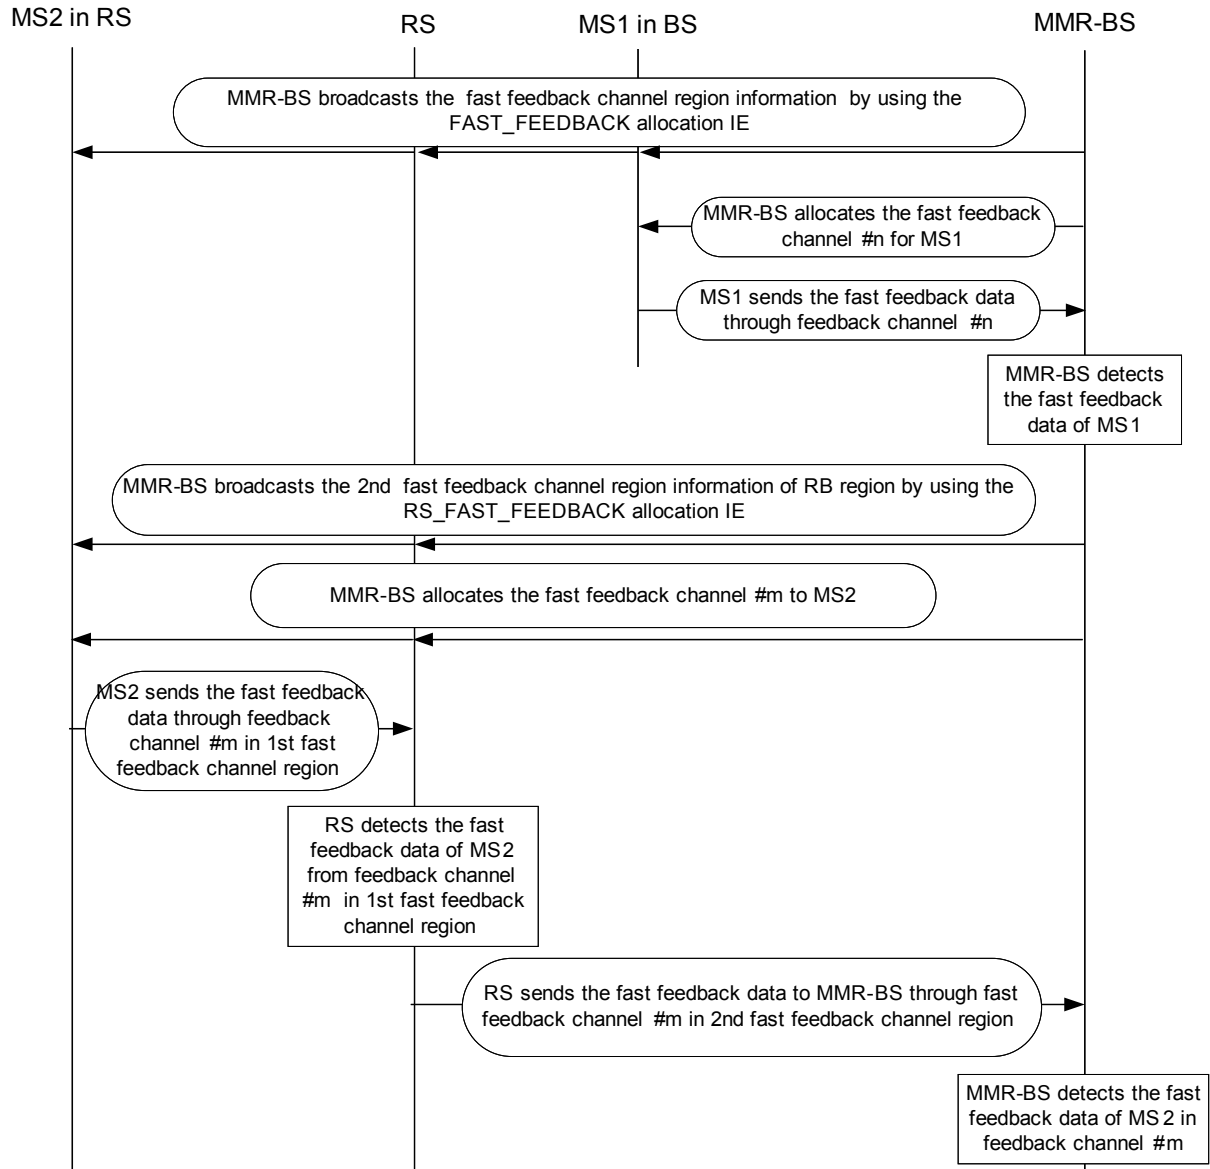 MS2 in RS
RS
MS1 in BS
MMR-BS
MMR-BS broadcasts the fast feedback channel region information by using the
FAST_FEEDBACK allocation IE
MMR-BS allocates the fast feedback
channel #n for MS1
MS1 sends the fast feedback data
through feedback channel #n
MMR-BS detects
the fast feedback
data of MS1
MMR-BS broadcasts the 2nd fast feedback channel region information of RB region by using the
RS_FAST_FEEDBACK allocation IE
MMR-BS allocates the fast feedback channel #m to MS2
MS2 sends the fast feedback
data through feedback
channel #m in 1st fast
feedback channel region
RS detects the fast
feedback data of MS2
from feedback channel
#m in 1st fast feedback
channel region
RS sends the fast feedback data to MMR-BS through fast
feedback channel #m in 2nd fast feedback channel region
MMR-BS detects the fast
feedback data of MS2 in
feedback channel #m